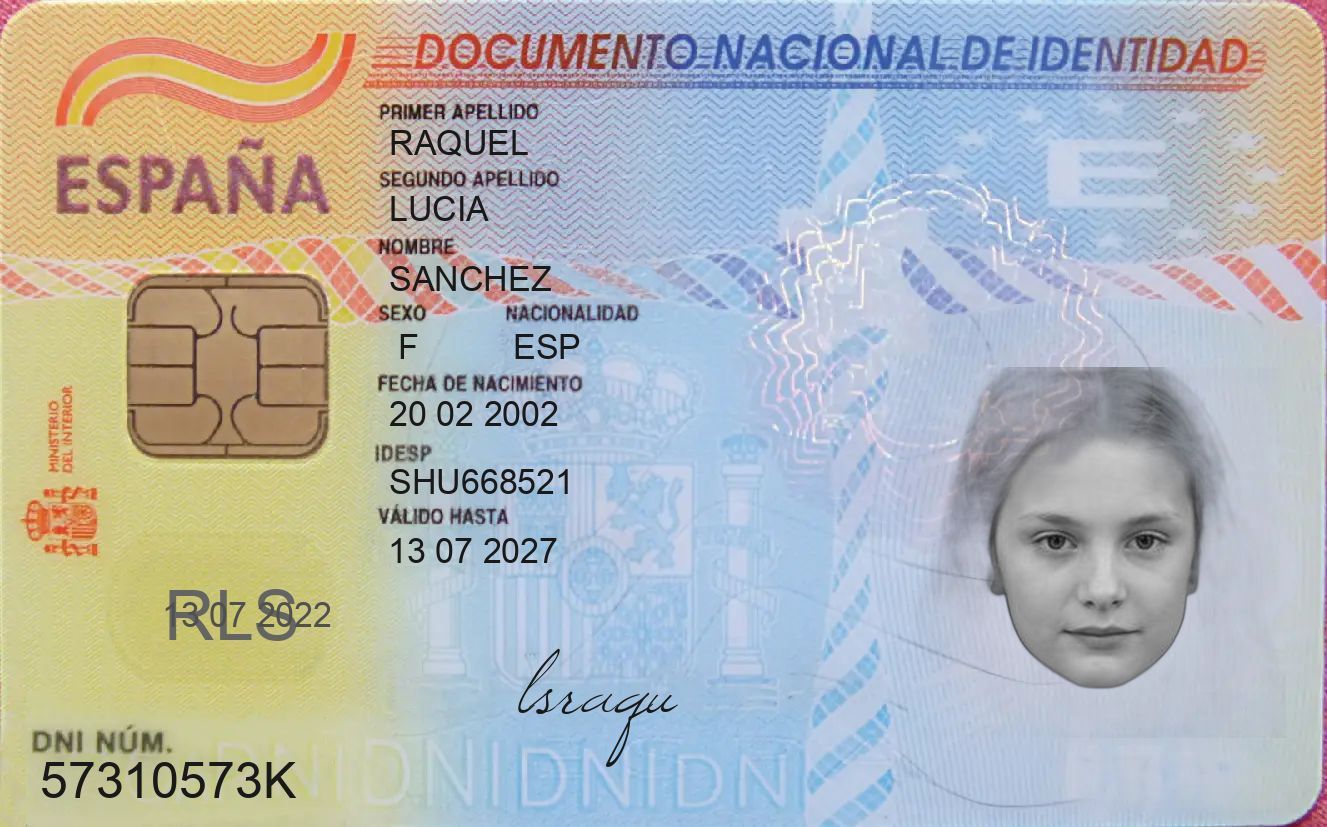 DOCUMENTO NACIONAL DE IDENTIDAD
ESPAÑA
PRIMER APELLIDO
RAQUEL
SEGUNDO APELLIDO
LUCIA
NOMBRE
SANCHEZ
SEXO NACIONALIDAD
F ESP
FECHA DE NACIMIENTO
20 02 2002
IDESP
SHU668521
VÁLIDO HASTA
13 07 2027
MINISTERIO
DEL INTERIOR
RLS
13 07 2022
lsraqu
DNI NÚM.
57310573K
DNIDNIDNIDNI
E